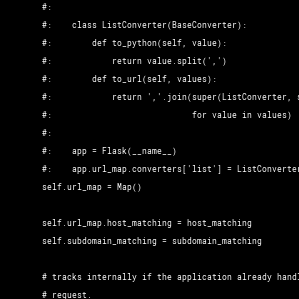 #:
#:    class ListConverter(BaseConverter):
#:        def to_python(self, value):
#:            return value.split(',')
#:        def to_url(self, values):
#:            return ','.join(super(ListConverter,
#:                            for value in values)
#:
#:    app = Flask(__name__)
#:    app.url_map.converters['list'] = ListConverter
self.url_map = Map()

self.url_map.host_matching = host_matching
self.subdomain_matching = subdomain_matching

# tracks internally if the application already handl
# request.